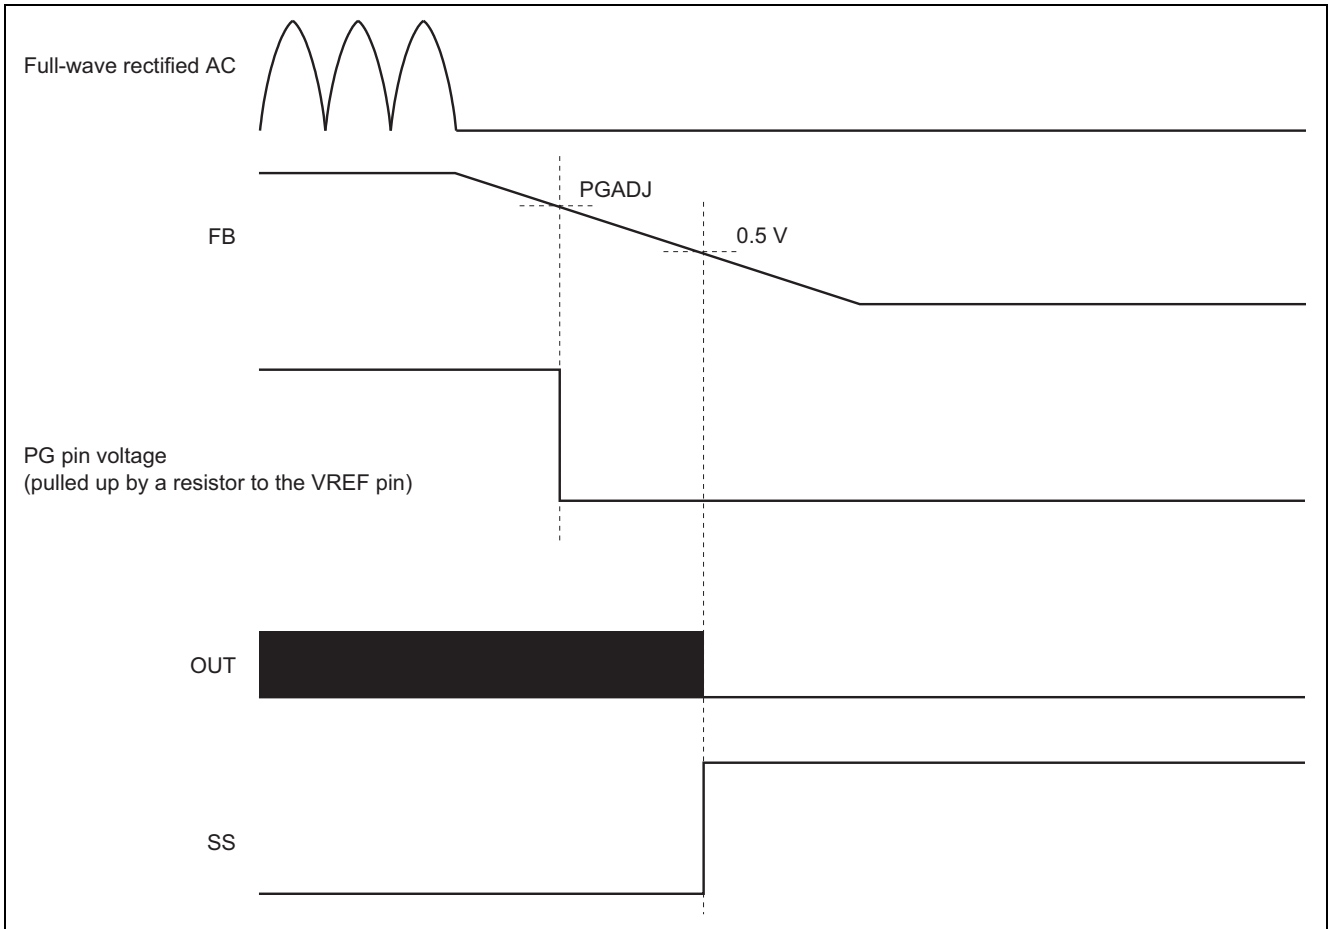 Full-wave rectified AC
PGADJ
FB
0.5 V
PG pin voltage
(pulled up by a resistor to the VREF pin)
OUT
SS